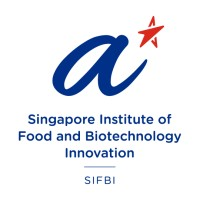 a
Singapore Institute of
Food and Biotechnology
Innovation
SIFBI